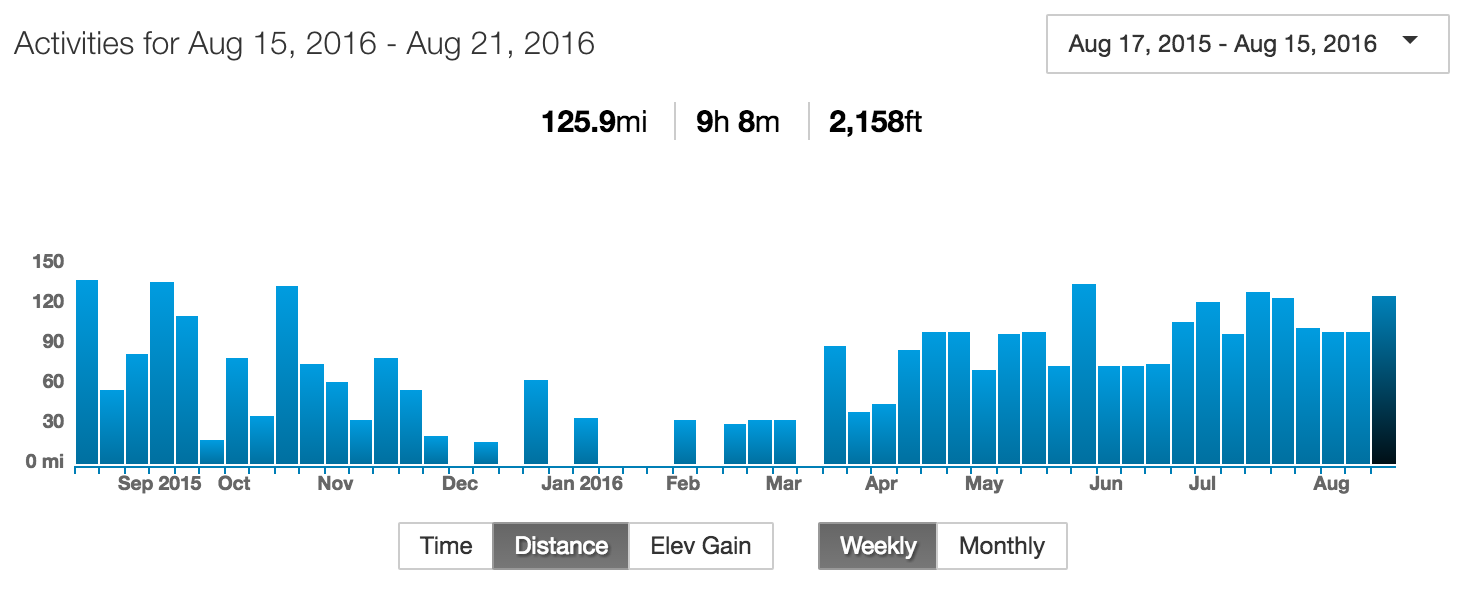 Activities for Aug 15, 2016 - Aug 21, 2016
Aug 17, 2015 - Aug 15, 2016
125.9mi 9h 8m 2,158ft
150
120
90
60
30
0 mi
Sep 2015 Oct Nov Dec Jan 2016 Feb Mar Apr May Jun Jul Aug
Time Distance Elev Gain Weekly Monthly